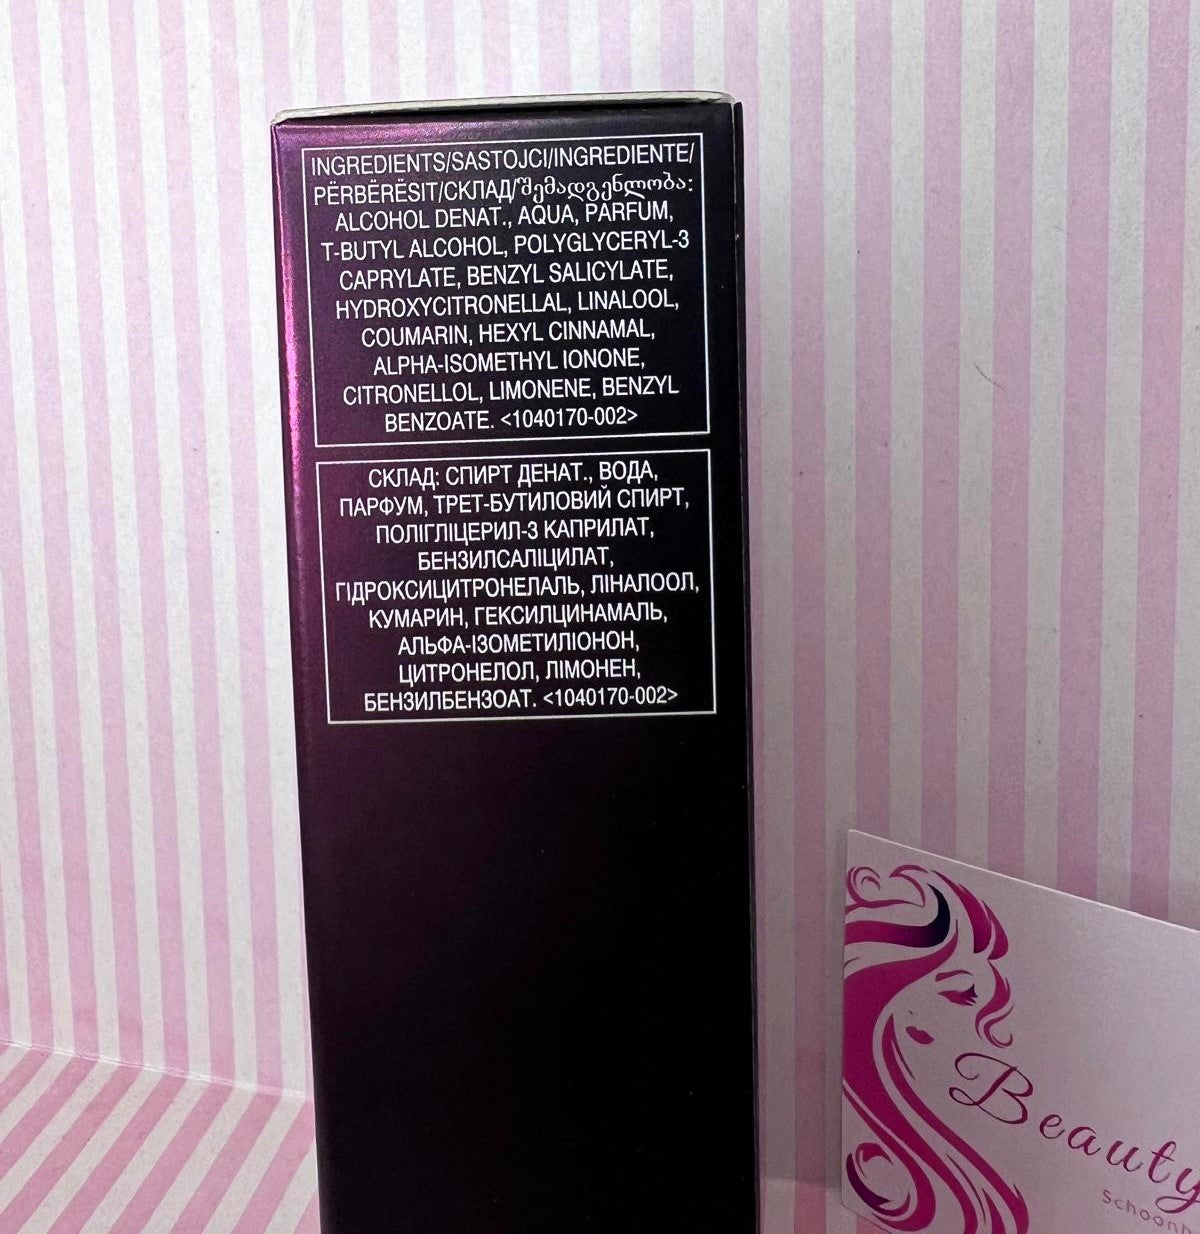 INGREDIENTS/SASTOJCI/INGREDIENTE/
PËRBËRËSIT/СКЛАД/შემადგენლობა:
ALCOHOL DENAT., AQUA, PARFUM,
T-BUTYL ALCOHOL, POLYGLYCERYL-3
CAPRYLATE, BENZYL SALICYLATE,
HYDROXYCITRONELLAL, LINALOOL,
COUMARIN, HEXYL CINNAMAL,
ALPHA-ISOMETHYL IONONE,
CITRONELLOL, LIMONENE, BENZYL
BENZOATE. <1040170-002>
СКЛАД: СПИРТ ДЕНАТ., ВОДА,
ПАРФУМ, ТРЕТ-БУТИЛОВИЙ СПИРТ,
ПОЛІГЛІЦЕРИЛ-3 КАПРИЛАТ,
БЕНЗИЛСАЛІЦИЛАТ,
ГІДРОКСИЦИТРОНЕЛАЛЬ, ЛІНАЛООЛ,
КУМАРИН, ГЕКСИЛЦИНАМАЛЬ,
АЛЬФА-ІЗОМЕТИЛІОНОН,
ЦИТРОНЕЛОЛ, ЛІМОНЕН,
БЕНЗИЛБЕНЗОАТ. <1040170-002>
Beauty